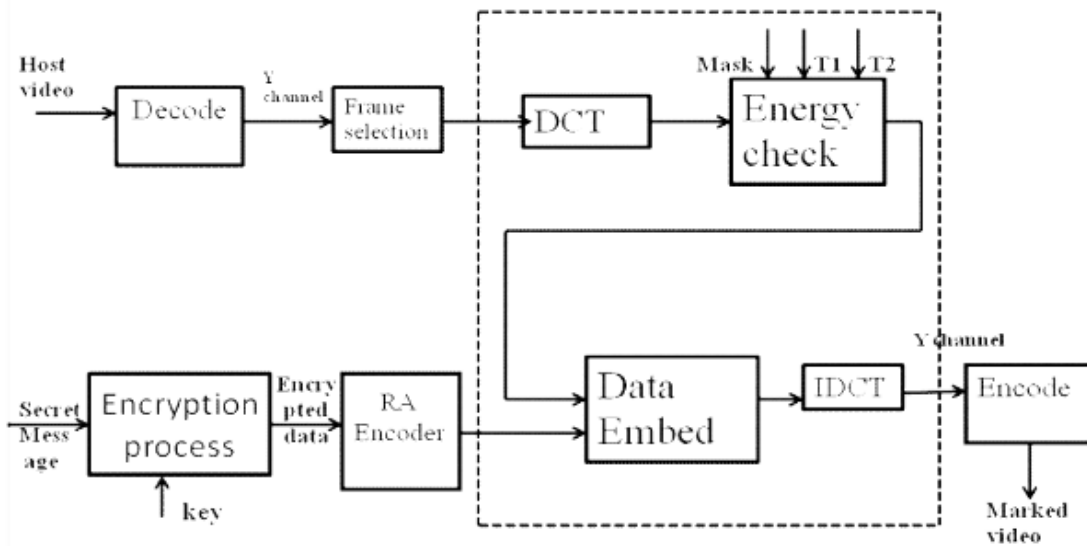 Host
video
Decode
Y
channel
Frame
selection
DCT
Mask
T1
T2
Energy
check
Secret
Mess
age
Encryption
process
key
Encry
pted
data
RA
Encoder
Data
Embed
IDCT
Y channel
Encode
Marked
video